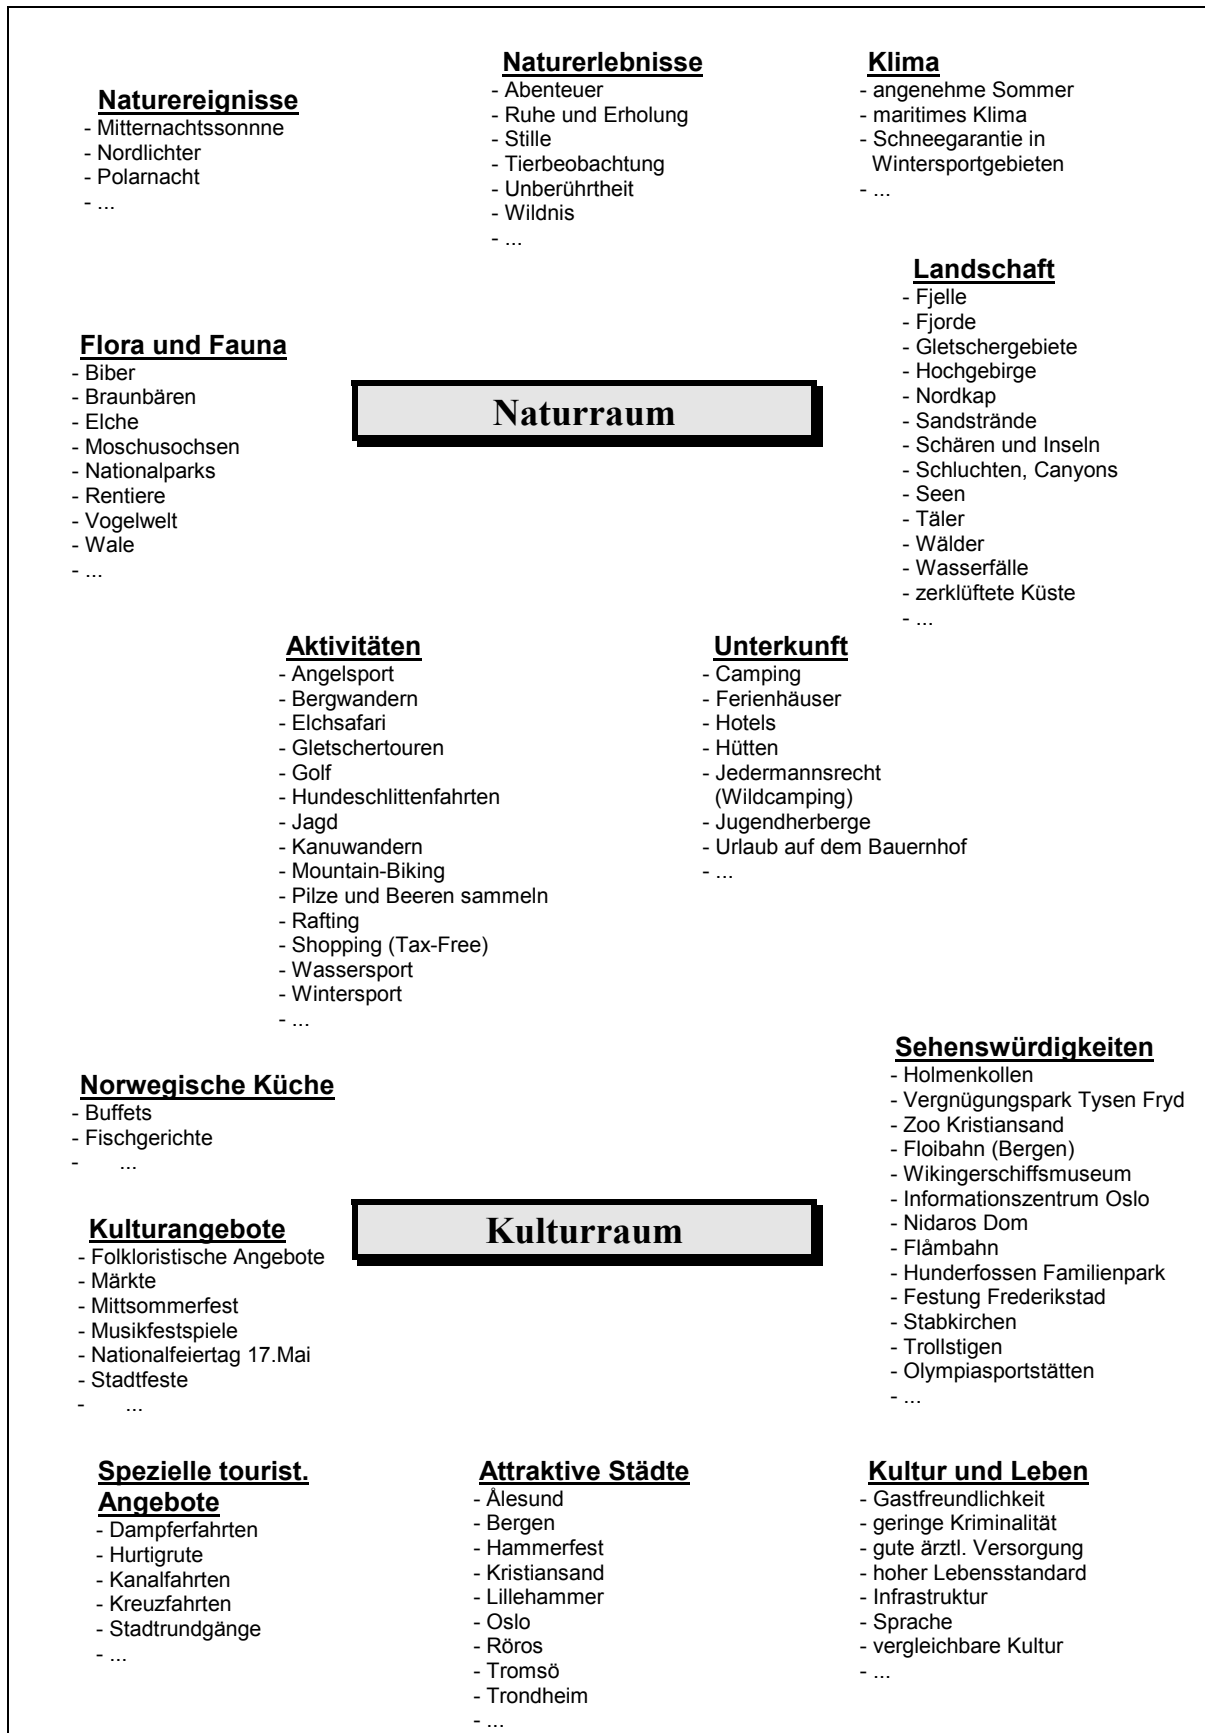 Naturereignisse
- Mitternachtssonnne
- Nordlichter
- Polarnacht
- ...
Naturerlebnisse
- Abenteuer
- Ruhe und Erholung
- Stille
- Tierbeobachtung
- Unberührtheit
- Wildnis
- ...
Klima
- angenehme Sommer
- maritimes Klima
- Schneegarantie in
Wintersportgebieten
- ...
Landschaft
- Fjelle
- Fjorde
- Gletschergebiete
- Hochgebirge
- Nordkap
- Sandstrände
- Schären und Inseln
- Schluchten, Canyons
- Seen
- Täler
- Wälder
- Wasserfälle
- zerklüftete Küste
- ...
Flora und Fauna
- Biber
- Braunbären
- Elche
- Moschusochsen
- Nationalparks
- Rentiere
- Vogelwelt
- Wale
- ...
Naturraum
Aktivitäten
- Angelsport
- Bergwandern
- Elchsafari
- Gletschertouren
- Golf
- Hundeschlittenfahrten
- Jagd
- Kanuwandern
- Mountain-Biking
- Pilze und Beeren sammeln
- Rafting
- Shopping (Tax-Free)
- Wassersport
- Wintersport
- ...
Unterkunft
- Camping
- Ferienhäuser
- Hotels
- Hütten
- Jedermannsrecht
(Wildcamping)
- Jugendherberge
- Urlaub auf dem Bauernhof
- ...
Norwegische Küche
- Buffets
- Fischgerichte
- ...
Sehenswürdigkeiten
- Holmenkollen
- Vergnügungspark Tysen Fryd
- Zoo Kristiansand
- Floibahn (Bergen)
- Wikingerschiffsmuseum
- Informationszentrum Oslo
- Nidaros Dom
- Flåmbahn
- Hunderfossen Familienpark
- Festung Frederikstad
- Stabkirchen
- Trollstigen
- Olympiasportstätten
- ...
Kulturraum
Kulturangebote
- Folkloristische Angebote
- Märkte
- Mittsommerfest
- Musikfestspiele
- Nationalfeiertag 17.Mai
- Stadtfeste
- ...
Spezielle tourist.
Angebote
- Dampferfahrten
- Hurtigrute
- Kanalfahrten
- Kreuzfahrten
- Stadtrundgänge
- ...
Attraktive Städte
- Ålesund
- Bergen
- Hammerfest
- Kristiansand
- Lillehammer
- Oslo
- Röros
- Tromsö
- Trondheim
- ...
Kultur und Leben
- Gastfreundlichkeit
- geringe Kriminalität
- gute ärztl. Versorgung
- hoher Lebensstandard
- Infrastruktur
- Sprache
- vergleichbare Kultur
- ...